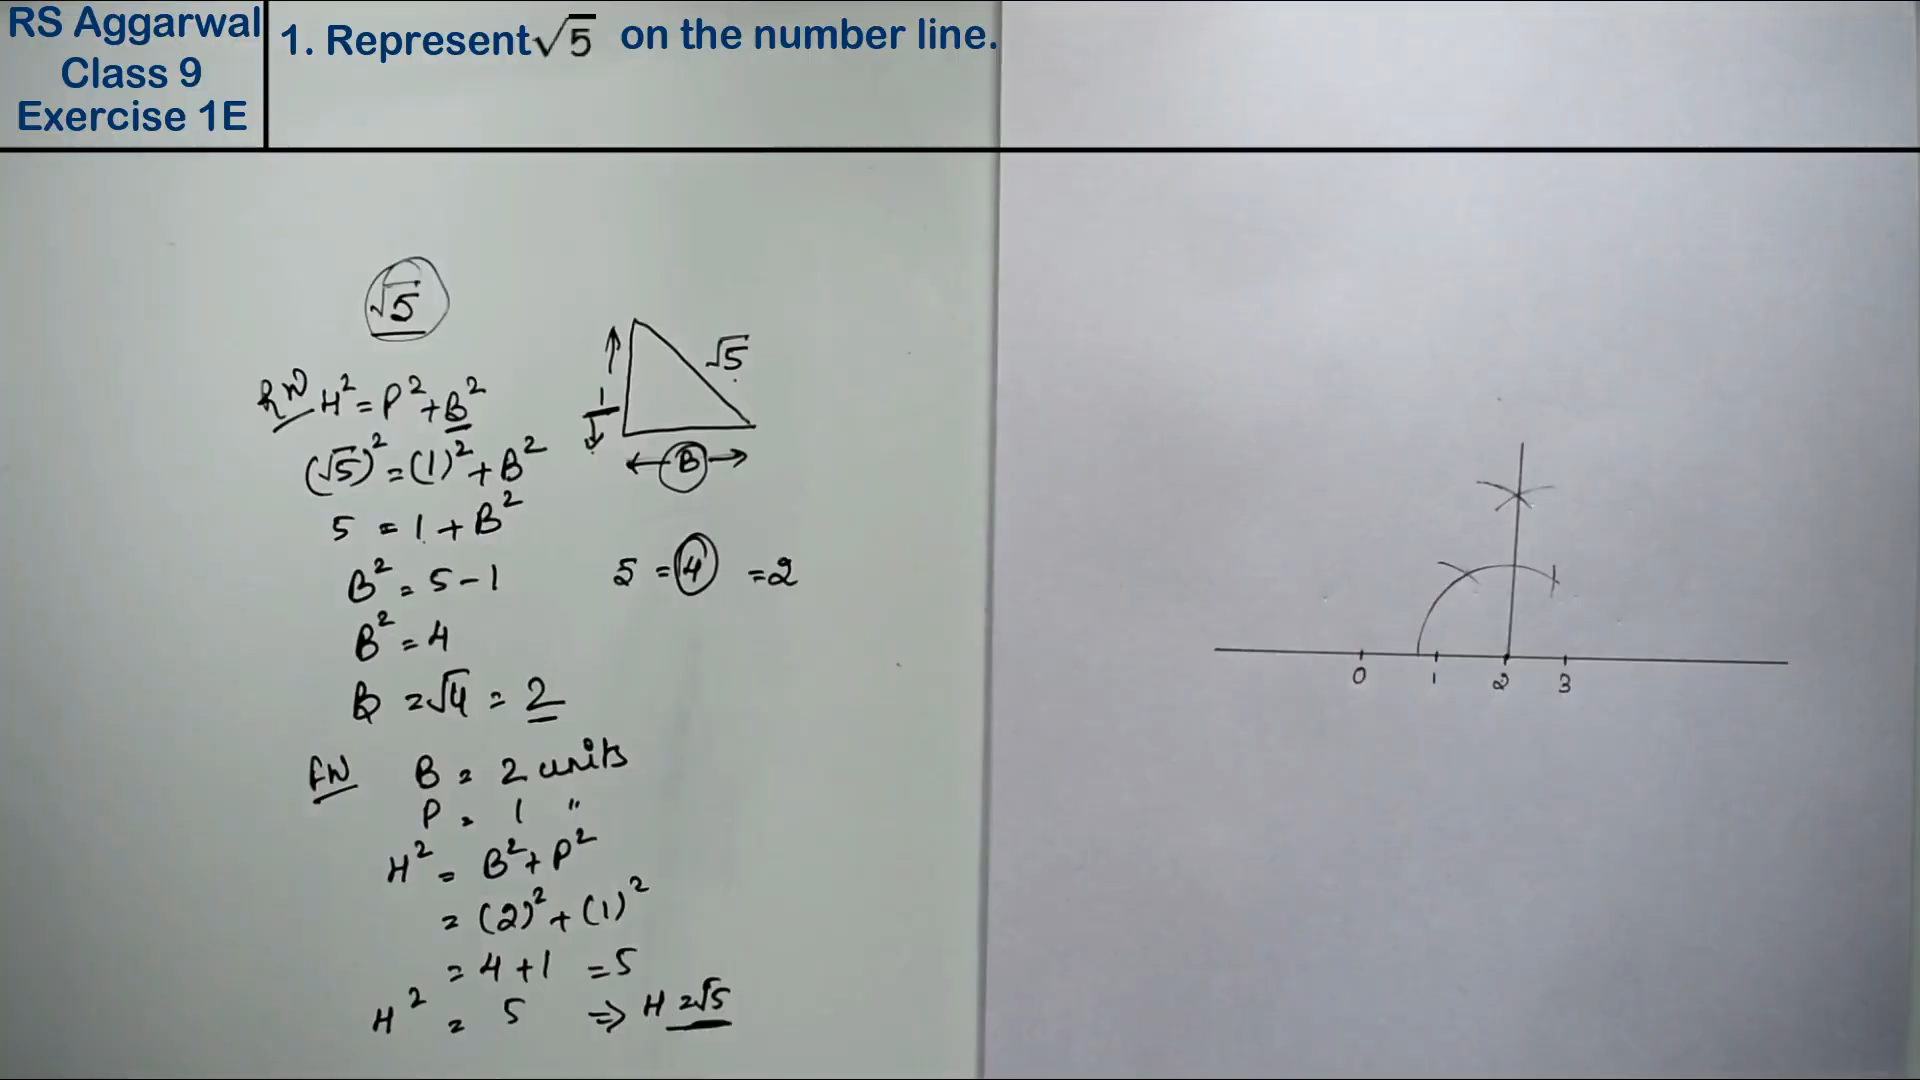 RS Aggarwal
Class 9
Exercise 1E
1. Represent √5 on the number line.
√5
RW H² = P² + B²
(√5)² = (1)² + B²
5 = 1 + B²
B² = 5 - 1
B² = 4
B = √4 = 2
√5
1
B
5 = 4 = 2
FW B = 2 units
P = 1 "
H² = B² + P²
= (2)² + (1)²
= 4 + 1 = 5
H² = 5 ⇒ H = √5
0 1 2 3